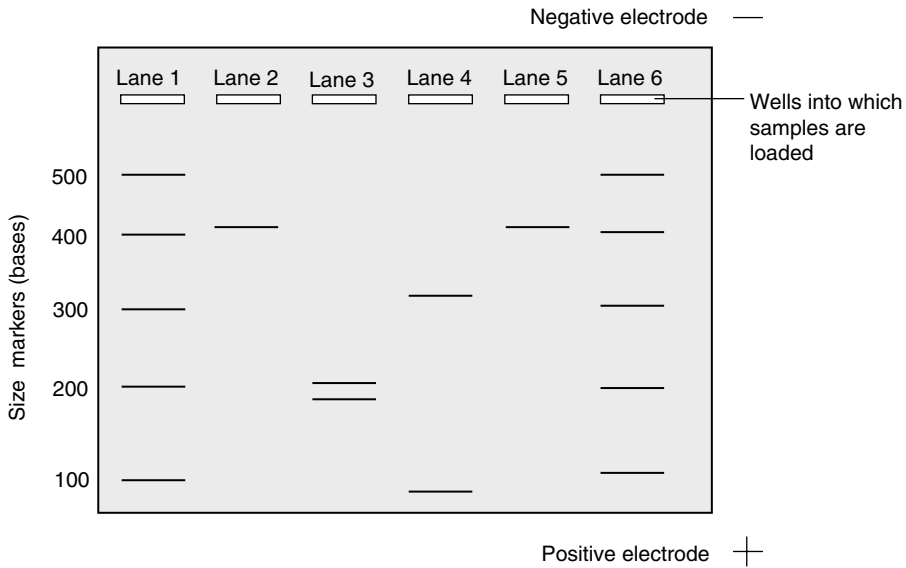 Negative electrode —
Lane 1 Lane 2 Lane 3 Lane 4 Lane 5 Lane 6
Wells into which
samples are
loaded
500
400
300
200
100
Size markers (bases)
Positive electrode +